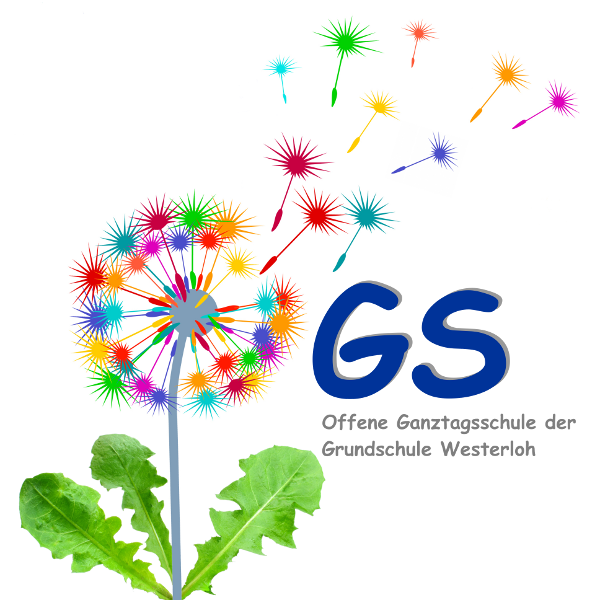 GS
Offene Ganztagsschule der
Grundschule Westerloh